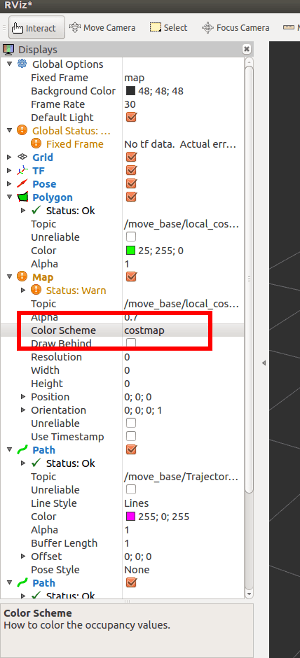 RViz*
Interact Move Camera Select Focus Camera
Displays
Global Options
Fixed Frame map
Background Color 48; 48; 48
Frame Rate 30
Default Light
Global Status: ...
Fixed Frame No tf data. Actual err...
Grid
TF
Pose
Polygon
Status: Ok
Topic /move_base/local_cos...
Unreliable
Color 25; 255; 0
Alpha 1
Map
Status: Warn
Topic /move_base/local_cos...
Alpha 0.7
Color Scheme costmap
Draw Behind
Resolution 0
Width 0
Height 0
Position 0; 0; 0
Orientation 0; 0; 0; 1
Unreliable
Use Timestamp
Path
Status: Ok
Topic /move_base/Trajector...
Unreliable
Line Style Lines
Color 255; 0; 255
Alpha 1
Buffer Length 1
Offset 0; 0; 0
Pose Style None
Path
Status: Ok
Color Scheme
How to color the occupancy values.